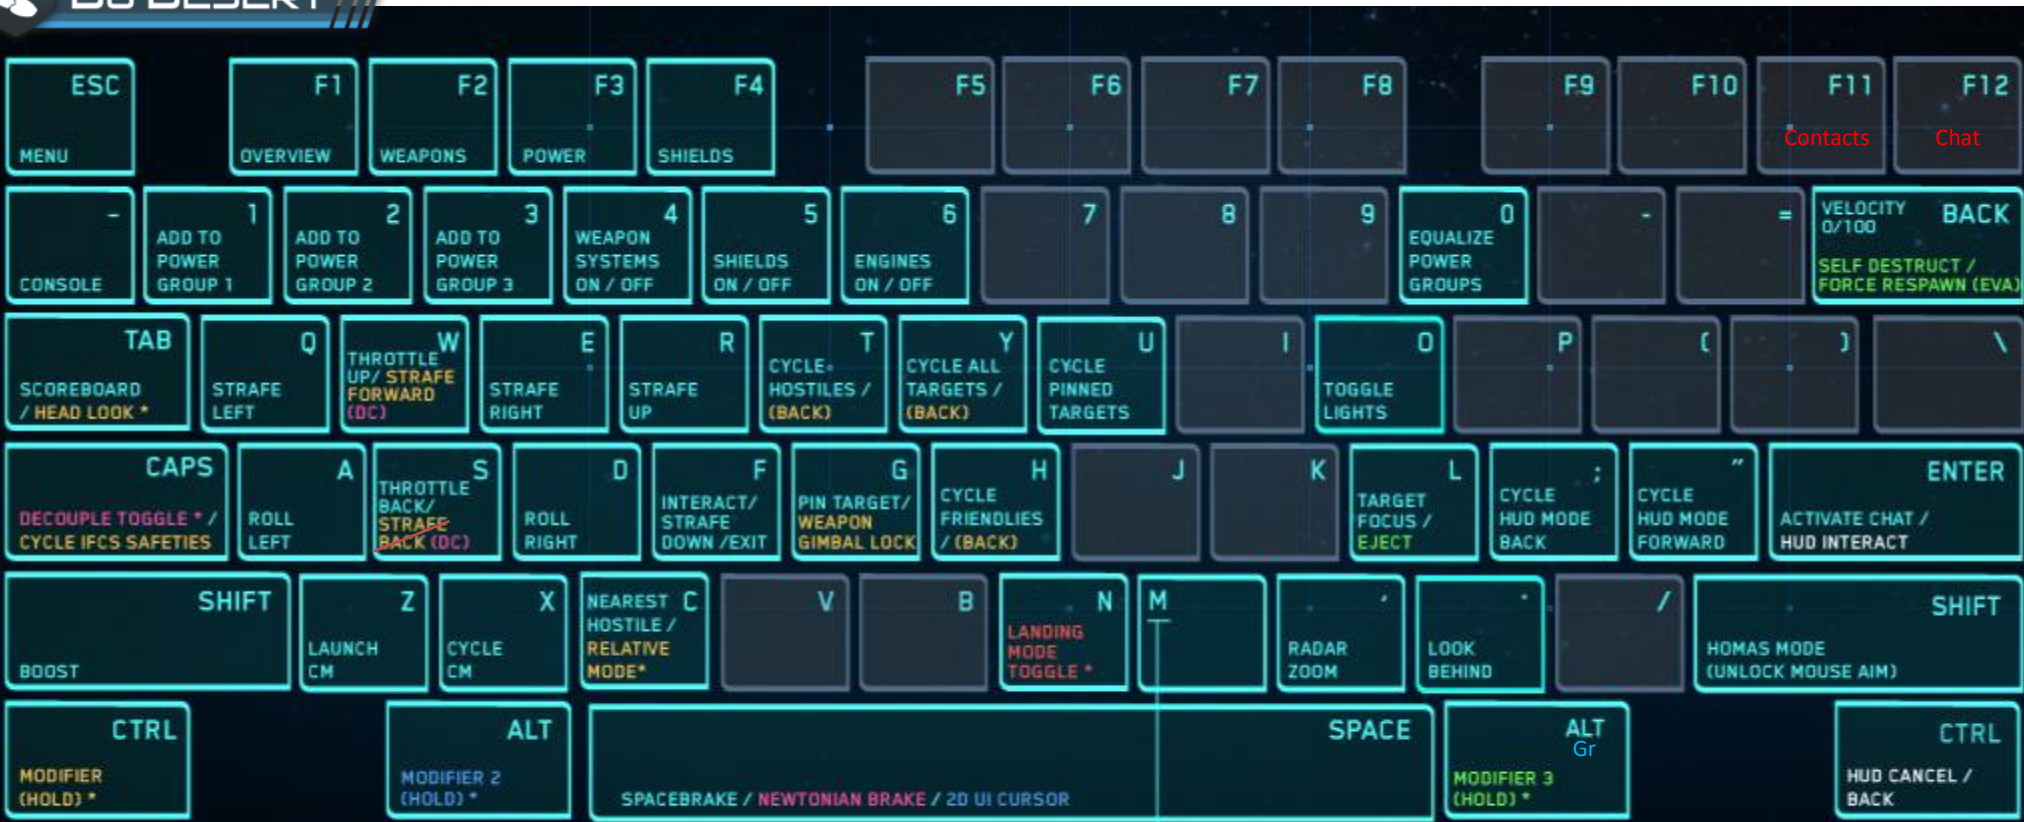 DU DESERT
ESC
MENU
F1
OVERVIEW
F2
WEAPONS
F3
POWER
F4
SHIELDS
F5
F6
F7
F8
F9
F10
F11
Contacts
F12
Chat
-
CONSOLE
1
ADD TO
POWER
GROUP 1
2
ADD TO
POWER
GROUP 2
3
ADD TO
POWER
GROUP 3
4
WEAPON
SYSTEMS
ON / OFF
5
SHIELDS
ON / OFF
6
ENGINES
ON / OFF
7
8
9
0
EQUALIZE
POWER
GROUPS
-
=
VELOCITY BACK
0/100
SELF DESTRUCT /
FORCE RESPAWN (EVA)
TAB
SCOREBOARD
/ HEAD LOOK *
Q
STRAFE
LEFT
W
THROTTLE
UP/ STRAFE
FORWARD
(DC)
E
STRAFE
RIGHT
R
STRAFE
UP
T
CYCLE
HOSTILES /
(BACK)
Y
CYCLE ALL
TARGETS /
(BACK)
U
CYCLE
PINNED
TARGETS
I
O
TOGGLE
LIGHTS
P
(
)
\
CAPS
DECOUPLE TOGGLE * /
CYCLE IFCS SAFETIES
A
ROLL
LEFT
S
THROTTLE
BACK/
STRAFE
BACK (DC)
D
ROLL
RIGHT
F
INTERACT/
STRAFE
DOWN /EXIT
G
PIN TARGET/
WEAPON
GIMBAL LOCK
H
CYCLE
FRIENDLIES
/ (BACK)
J
K
L
TARGET
FOCUS /
EJECT
;
CYCLE
HUD MODE
BACK
"
CYCLE
HUD MODE
FORWARD
ENTER
ACTIVATE CHAT /
HUD INTERACT
SHIFT
BOOST
Z
LAUNCH
CM
X
CYCLE
CM
NEAREST C
HOSTILE /
RELATIVE
MODE*
V
B
N
LANDING
MODE
TOGGLE *
M
'
RADAR
ZOOM
.
LOOK
BEHIND
/
SHIFT
HOMAS MODE
(UNLOCK MOUSE AIM)
CTRL
MODIFIER
(HOLD) *
ALT
MODIFIER 2
(HOLD) *
SPACE
SPACEBRAKE / NEWTONIAN BRAKE / 2D UI CURSOR
ALT
Gr
MODIFIER 3
(HOLD) *
CTRL
HUD CANCEL /
BACK